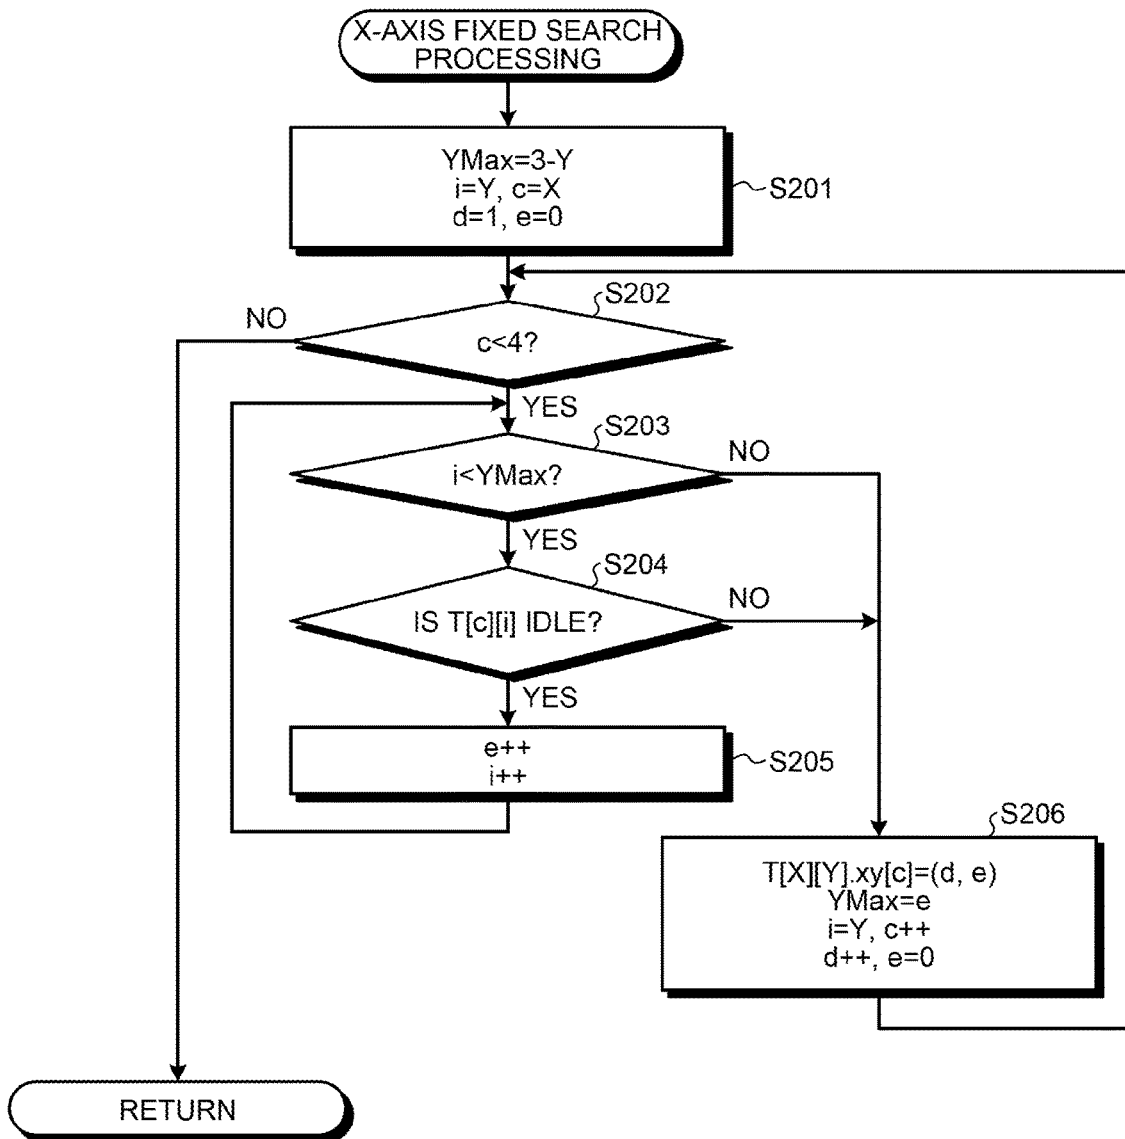 X-AXIS FIXED SEARCH
PROCESSING
YMax=3-Y
i=Y, c=X
d=1, e=0
S201
S202
NO
c<4?
YES
S203
NO
i<YMax?
YES
S204
NO
IS T[c][i] IDLE?
YES
e++
i++
S205
S206
T[X][Y].xy[c]=(d, e)
YMax=e
i=Y, c++
d++, e=0
RETURN